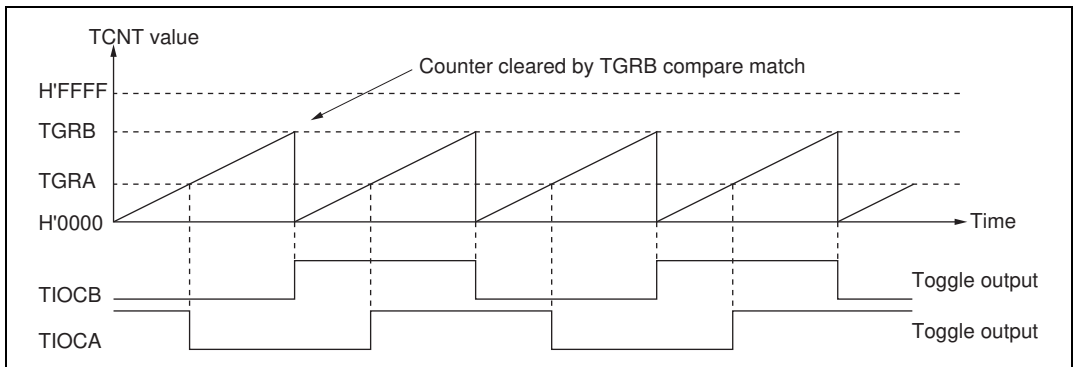 TCNT value
Counter cleared by TGRB compare match
H'FFFF
TGRB
TGRA
H'0000
Time
TIOCB
Toggle output
TIOCA
Toggle output